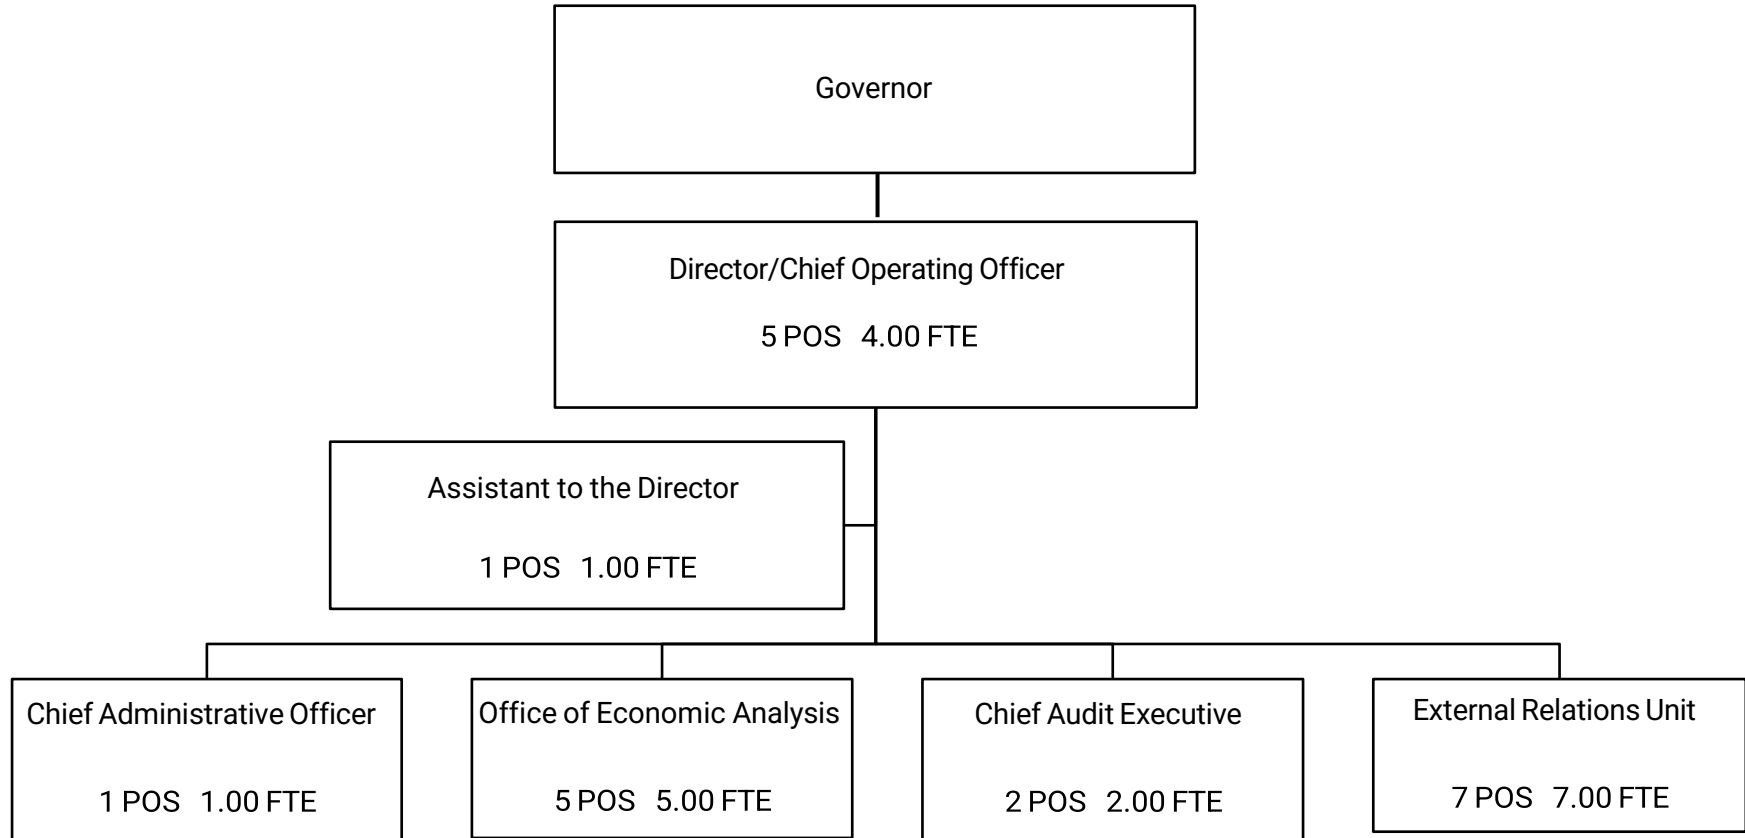 Governor
Director/Chief Operating Officer
5 POS 4.00 FTE
Assistant to the Director
1 POS 1.00 FTE
Chief Administrative Officer
1 POS 1.00 FTE
Office of Economic Analysis
5 POS 5.00 FTE
Chief Audit Executive
2 POS 2.00 FTE
External Relations Unit
7 POS 7.00 FTE